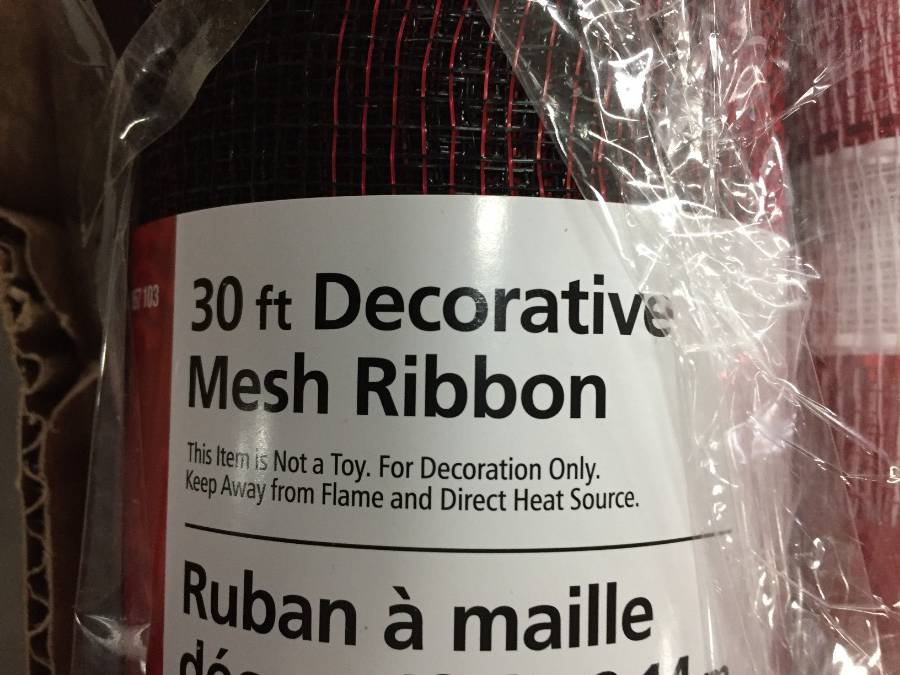 30 ft Decorative
Mesh Ribbon
This Item is Not a Toy. For Decoration Only.
Keep Away from Flame and Direct Heat Source.
Ruban à maille
103